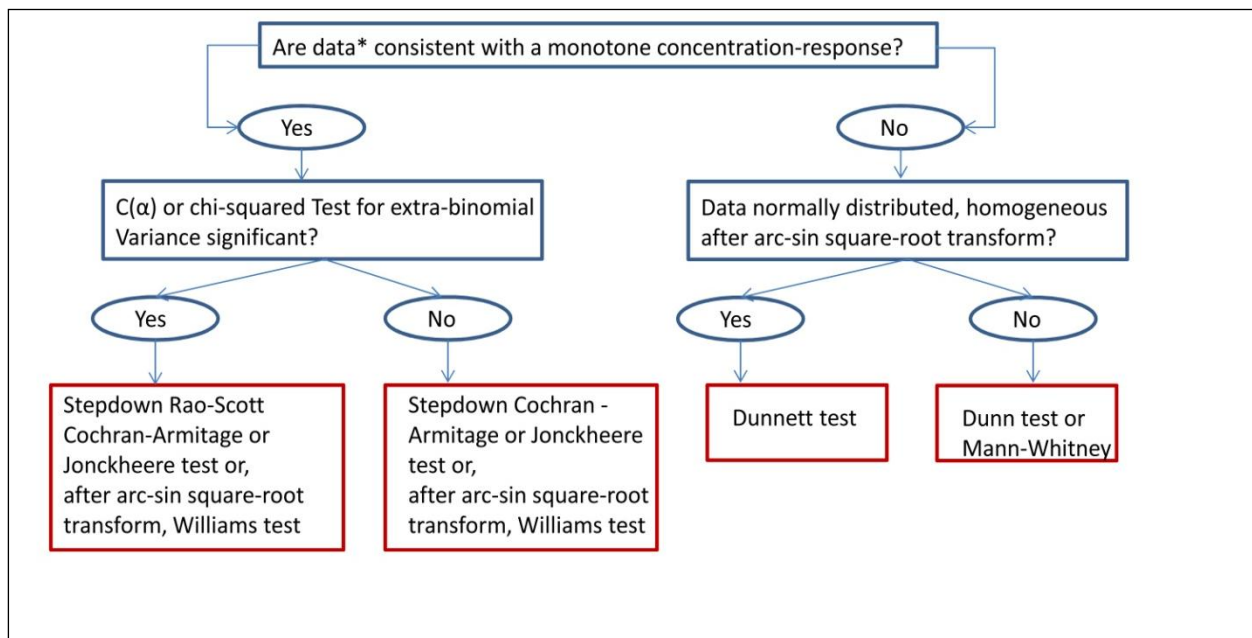 Are data* consistent with a monotone concentration-response?
Yes
No
C(α) or chi-squared Test for extra-binomial
Variance significant?
Data normally distributed, homogeneous
after arc-sin square-root transform?
Yes
No
Yes
No
Stepdown Rao-Scott
Cochran-Armitage or
Jonckheere test or,
after arc-sin square-root
transform, Williams test
Stepdown Cochran -
Armitage or Jonckheere
test or,
after arc-sin square-root
transform, Williams test
Dunnett test
Dunn test or
Mann-Whitney